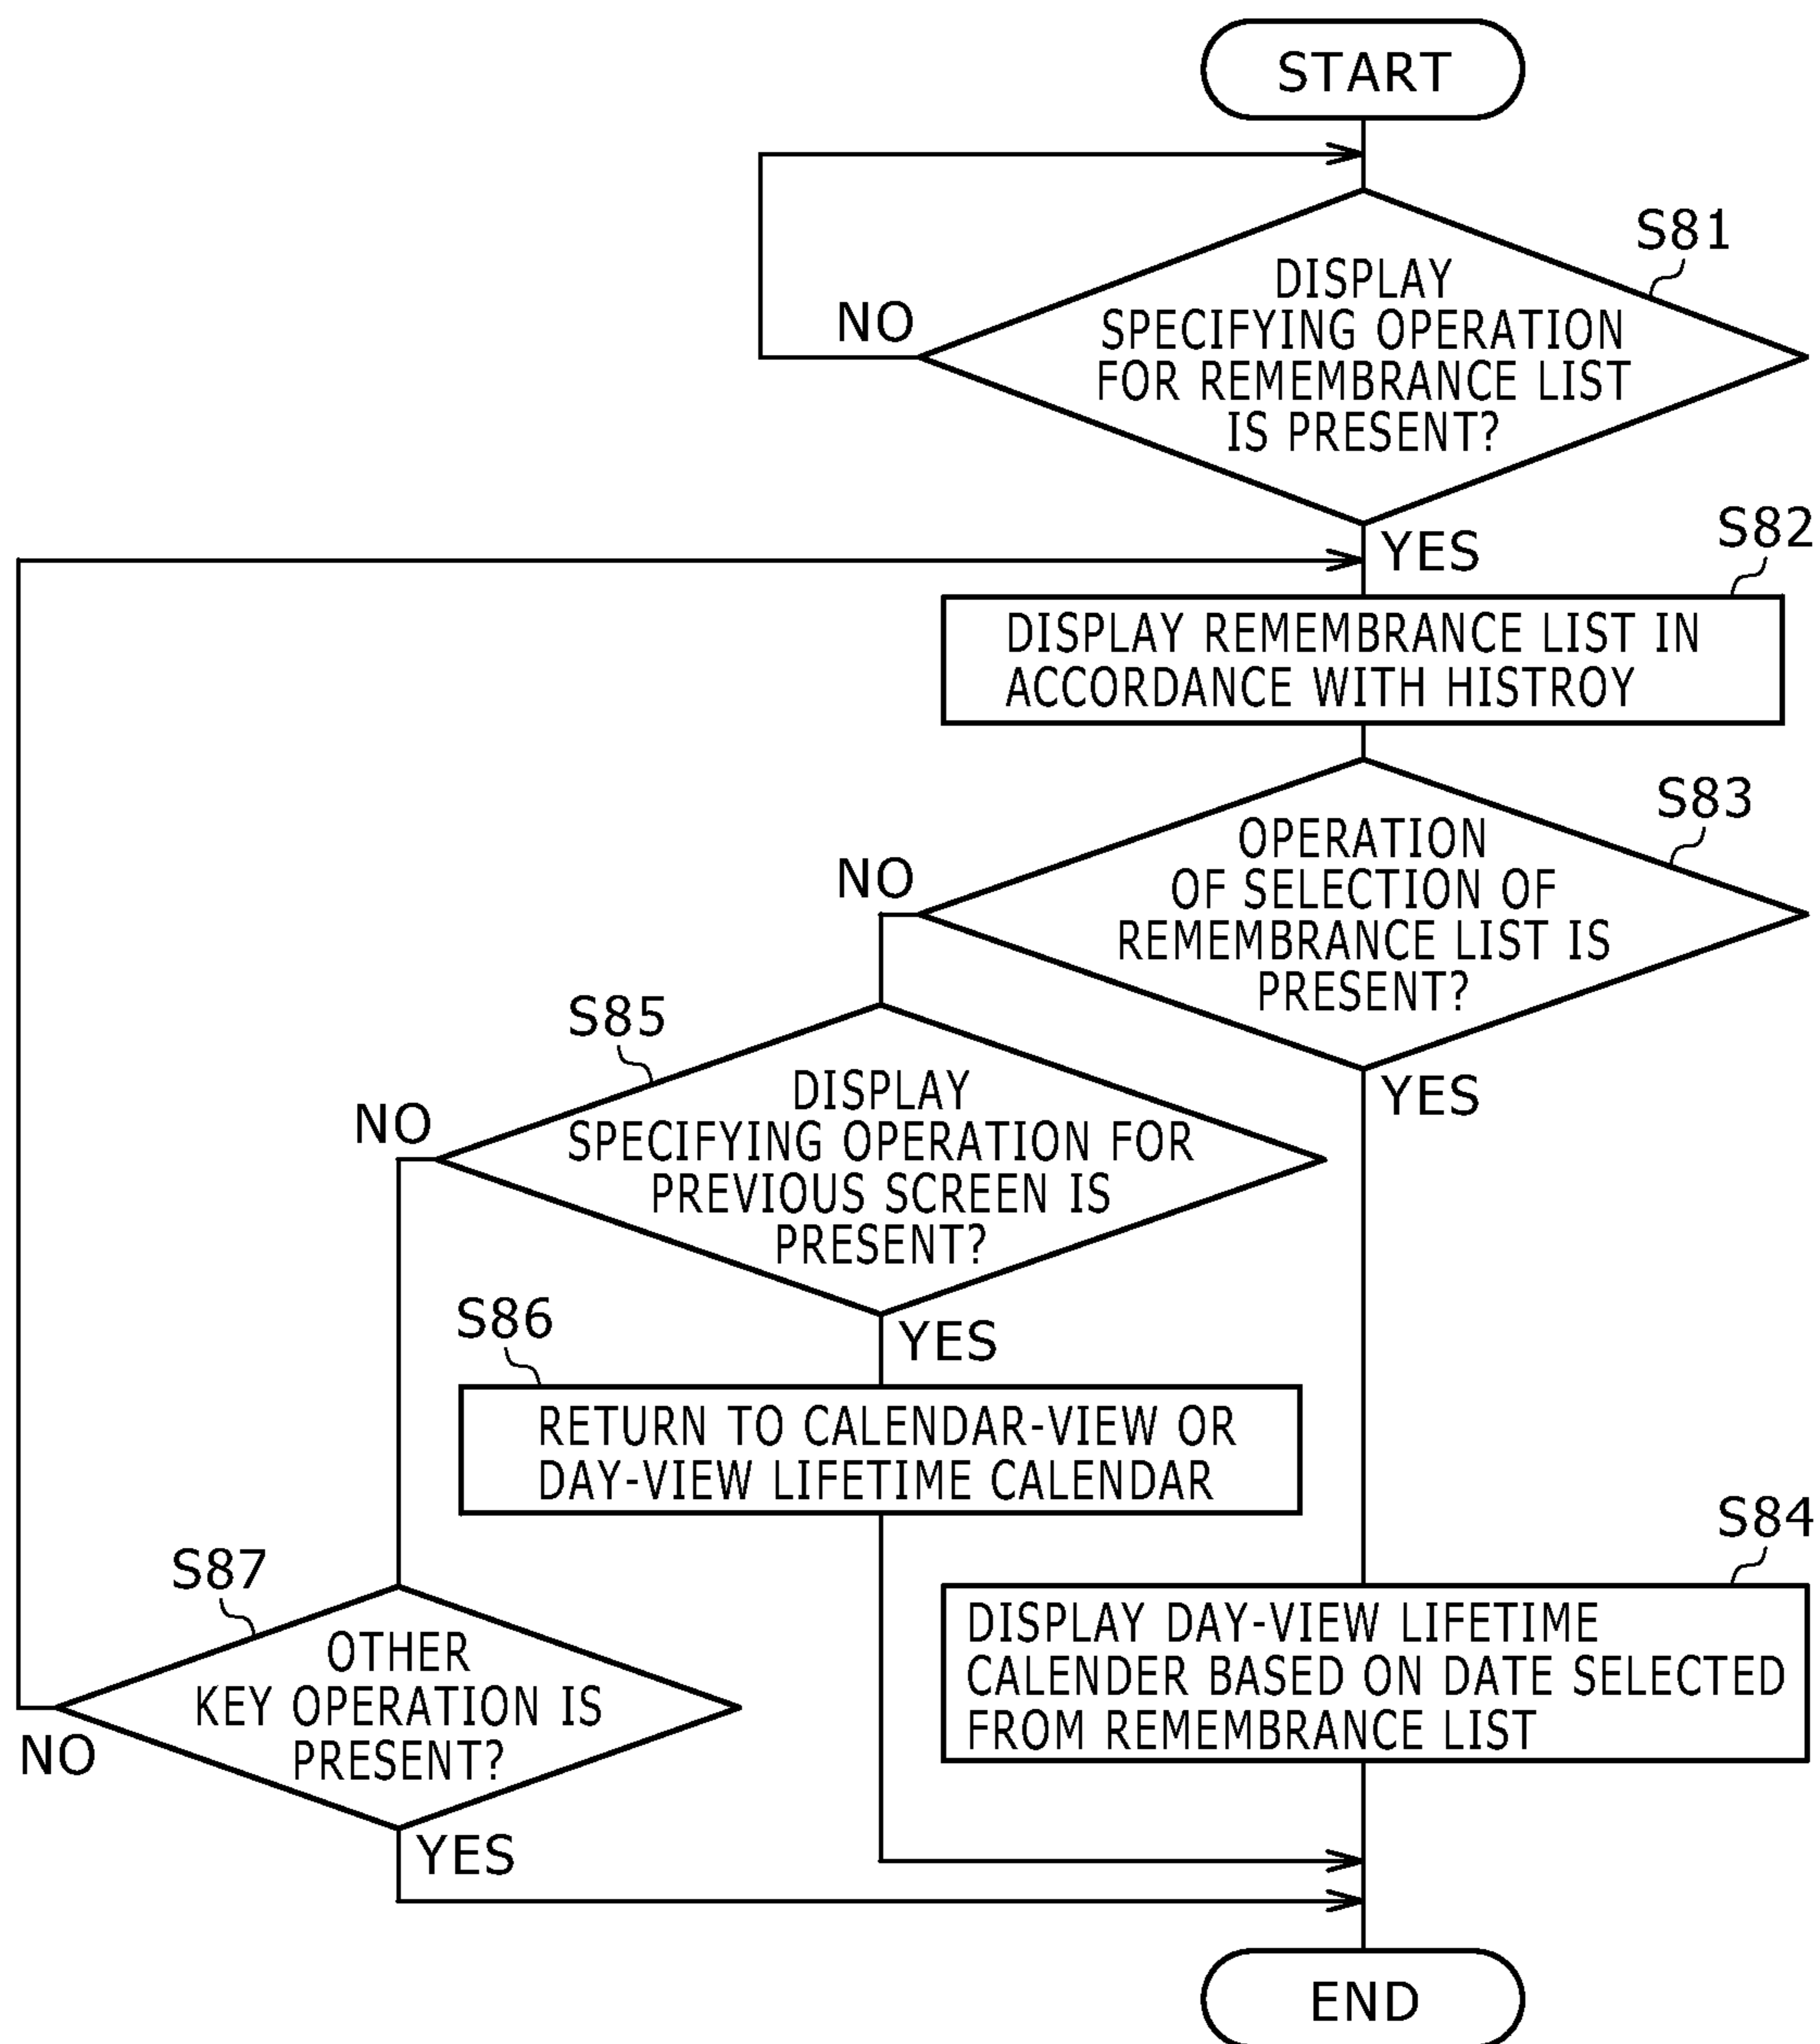 START
S81
DISPLAY
SPECIFYING OPERATION
FOR REMEMBRANCE LIST
IS PRESENT?
NO
YES
S82
DISPLAY REMEMBRANCE LIST IN
ACCORDANCE WITH HISTROY
S83
OPERATION
OF SELECTION OF
REMEMBRANCE LIST IS
PRESENT?
NO
YES
S85
DISPLAY
SPECIFYING OPERATION FOR
PREVIOUS SCREEN IS
PRESENT?
NO
YES
S86
RETURN TO CALENDAR-VIEW OR
DAY-VIEW LIFETIME CALENDAR
S84
DISPLAY DAY-VIEW LIFETIME
CALENDER BASED ON DATE SELECTED
FROM REMEMBRANCE LIST
S87
OTHER
KEY OPERATION IS
PRESENT?
NO
YES
END